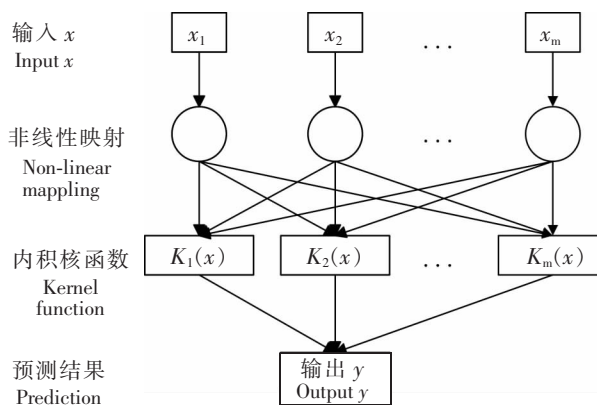 输入 x
Input x
x1
x2
...
xm
非线性映射
Non-linear
mappling
...
内积核函数
Kernel
function
K1(x)
K2(x)
...
Km(x)
预测结果
Prediction
输出 y
Output y